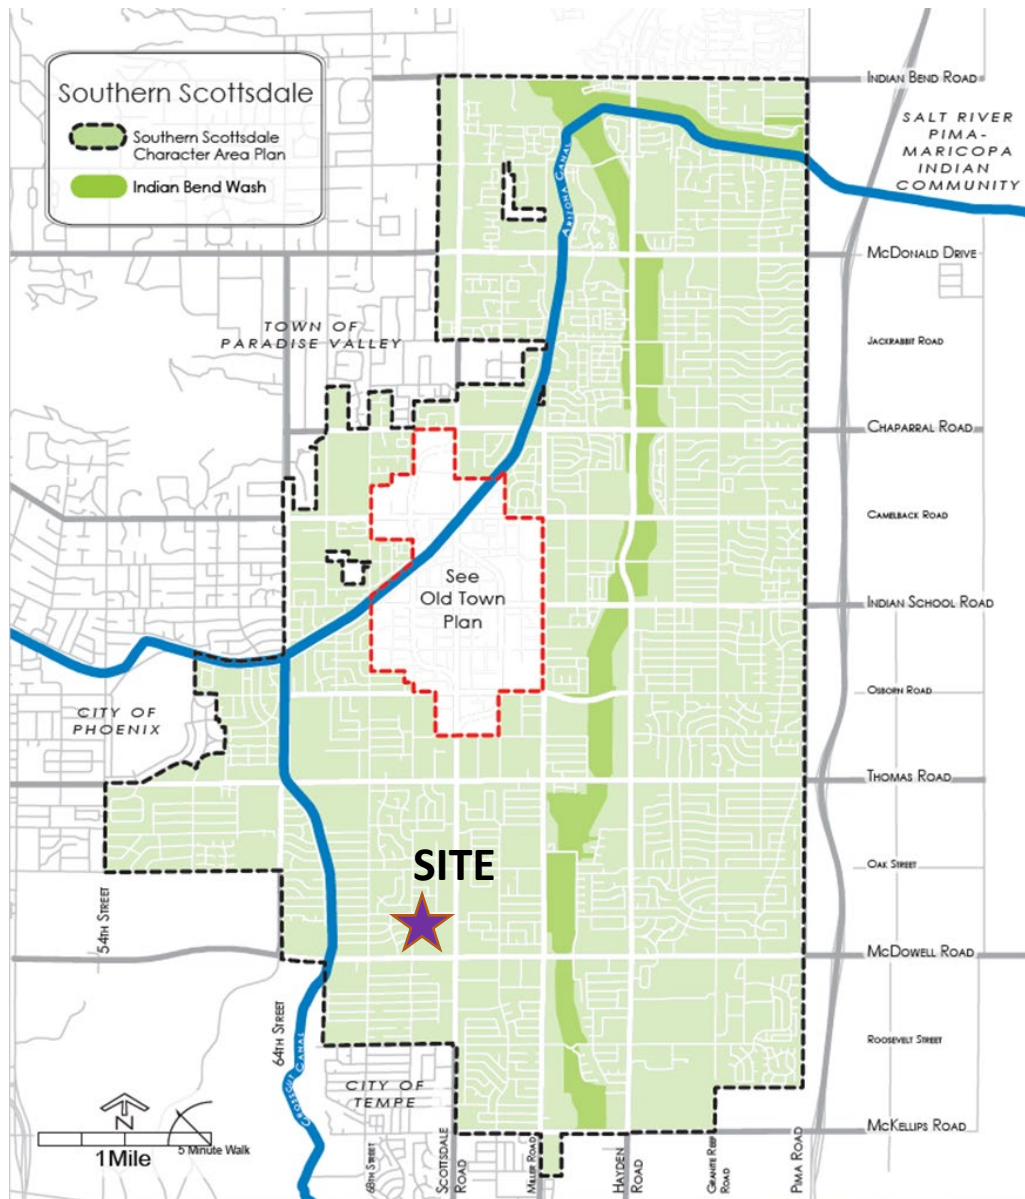 Southern Scottsdale
Southern Scottsdale
Character Area Plan
Indian Bend Wash
INDIAN BEND ROAD
SALT RIVER
PIMA-
MARICOPA
INDIAN
COMMUNITY
ARIZONA CANAL
MCDONALD DRIVE
TOWN OF
PARADISE VALLEY
JACKRABBIT ROAD
CHAPARRAL ROAD
CAMELBACK ROAD
See
Old Town
Plan
INDIAN SCHOOL ROAD
OSBORN ROAD
CITY OF
PHOENIX
THOMAS ROAD
SITE
OAK STREET
54TH STREET
MCDOWELL ROAD
64TH STREET
ROOSEVELT STREET
CROSSCUT CANAL
CITY OF
TEMPE
N
MCKELLIPS ROAD
5 Minute Walk
1Mile
68TH STREET
SCOTTSDALE
ROAD
MILLER ROAD
HAYDEN
ROAD
GRANITE REEF
ROAD
PIMA ROAD